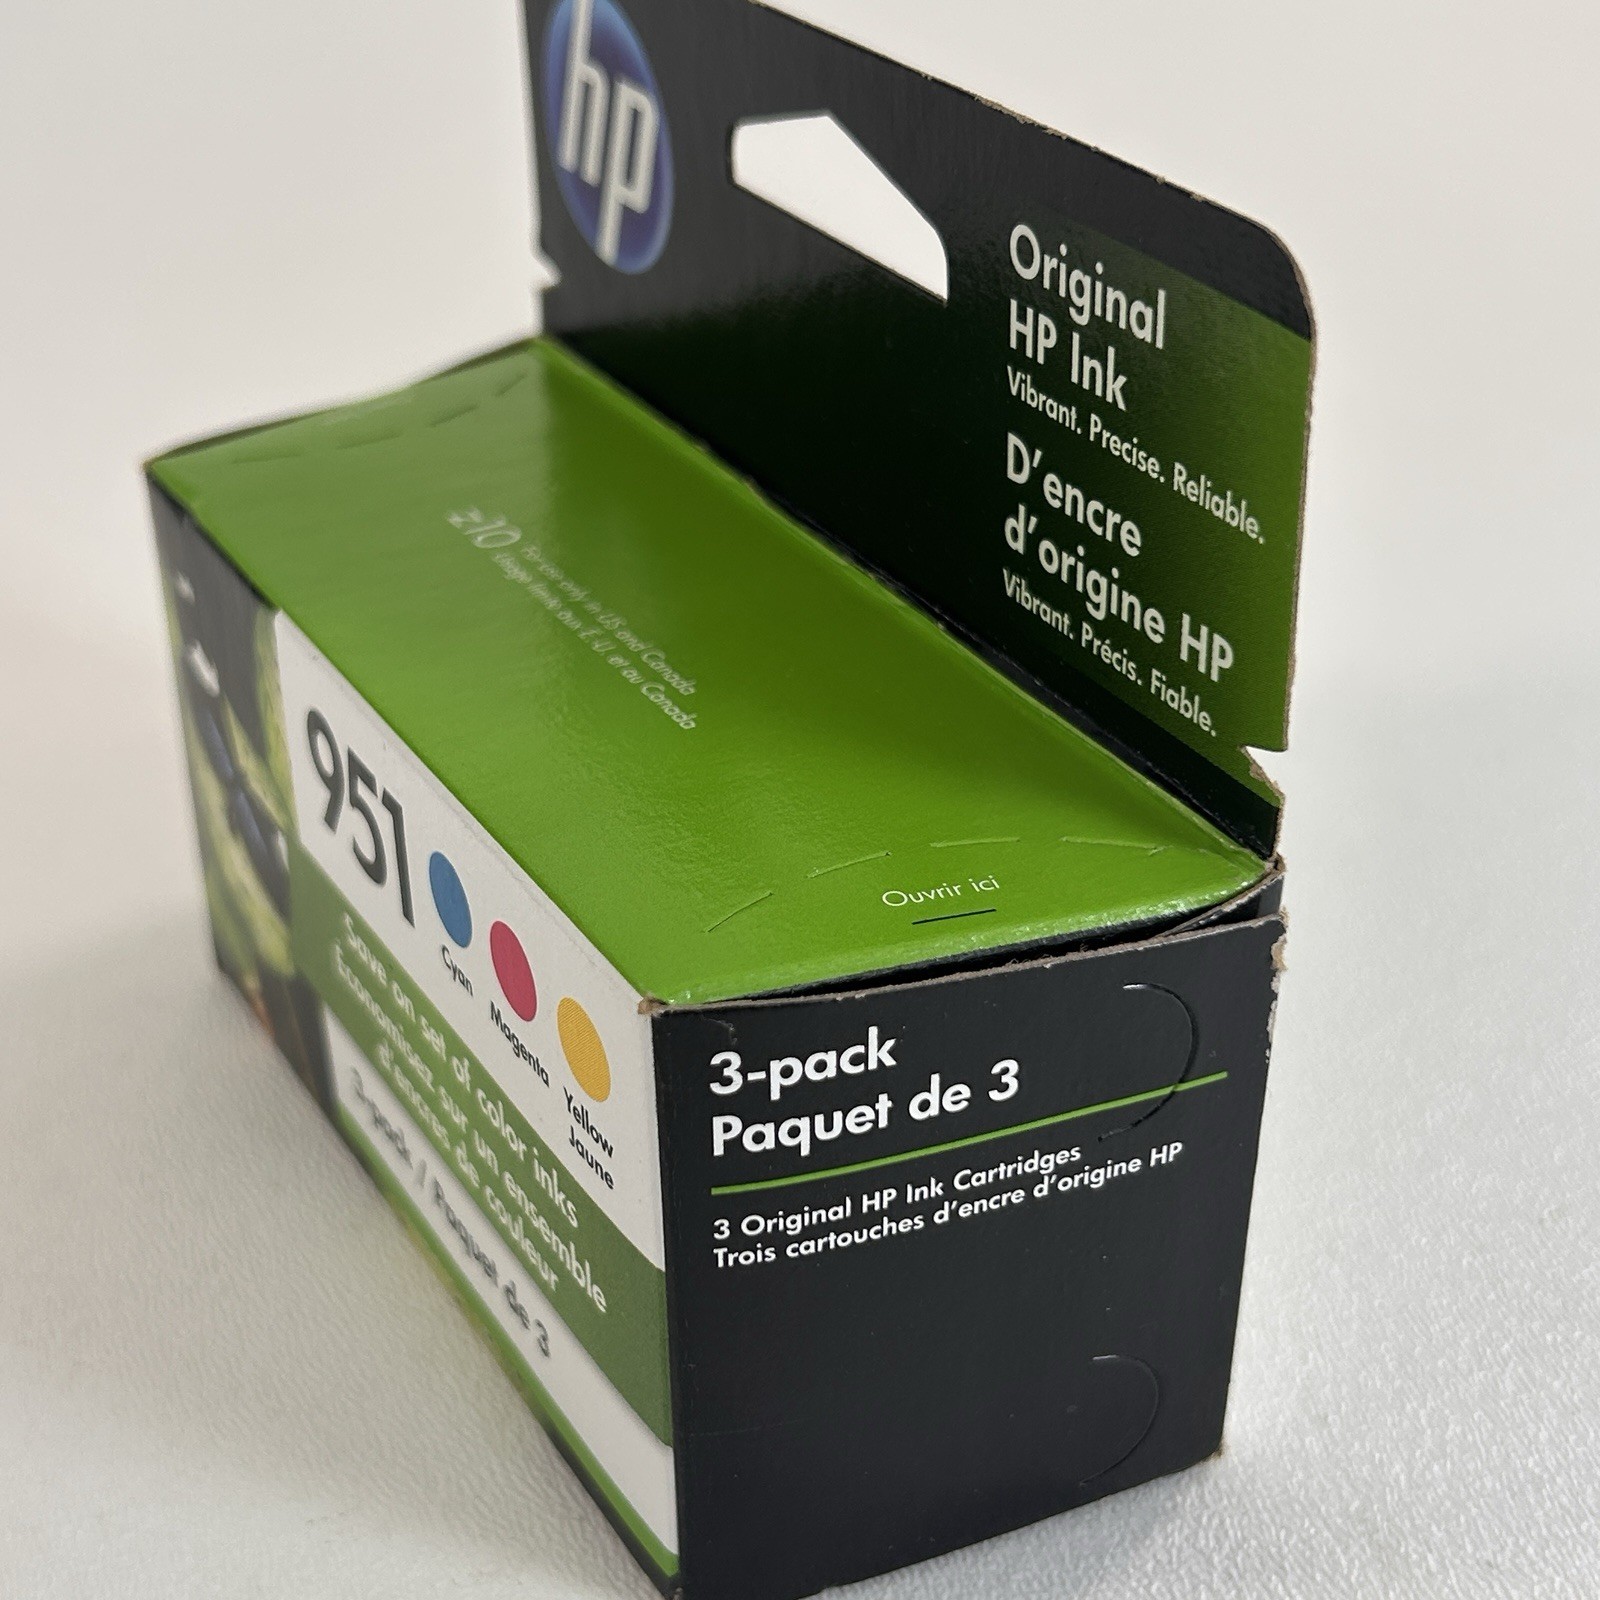 hp
Original
HP Ink
Vibrant. Precise. Reliable.
D'encre
d'origine HP
Vibrant. Précis. Fiable.
z10
For use only in US and Canada
Usage limité aux É.-U. et au Canada
Ouvrir ici
951
Cyan
Magenta
Yellow
Jaune
Save on set of color inks
Économisez sur un ensemble
d'encres de couleur
3-pack / Paquet de 3
3-pack
Paquet de 3
3 Original HP Ink Cartridges
Trois cartouches d'encre d'origine HP